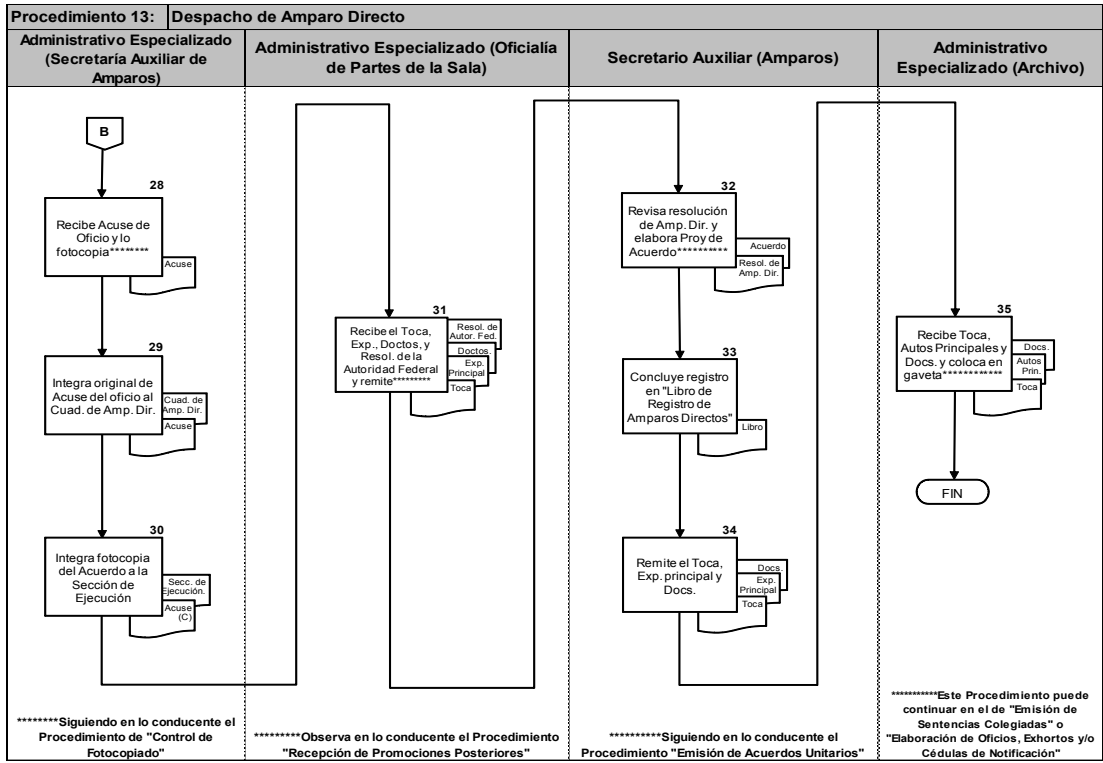 Procedimiento 13: Despacho de Amparo Directo
Administrativo Especializado
(Secretaría Auxiliar de
Amparos)
Administrativo Especializado (Oficialía
de Partes de la Sala)
Secretario Auxiliar (Amparos)
Administrativo
Especializado (Archivo)
B
28
Recibe Acuse de
Oficio y lo
fotocopia********
Acuse
29
Integra original de
Acuse del oficio al
Cuad. de Amp. Dir.
Cuad. de
Amp. Dir.
Acuse
30
Integra fotocopia
del Acuerdo a la
Sección de
Ejecución
Secc. de
Ejecución.
Acuse
(C)
********Siguiendo en lo conducente el
Procedimiento de "Control de
Fotocopiado"
31
Recibe el Toca,
Exp., Doctos, y
Resol. de la
Autoridad Federal
y remite*********
Resol. de
Autor. Fed.
Doctos.
Exp.
Principal
Toca
*********Observa en lo conducente el Procedimiento
"Recepción de Promociones Posteriores"
32
Revisa resolución
de Amp. Dir. y
elabora Proy de
Acuerdo**********
Acuerdo
Resol. de
Amp. Dir.
33
Concluye registro
en "Libro de
Registro de
Amparos Directos"
Libro
34
Remite el Toca,
Exp. principal y
Docs.
Docs.
Exp.
Principal
Toca
**********Siguiendo en lo conducente el
Procedimiento "Emisión de Acuerdos Unitarios"
35
Recibe Toca,
Autos Principales y
Docs. y coloca en
gaveta************
Docs.
Autos
Prin.
Toca
FIN
***********Este Procedimiento puede
continuar en el de "Emisión de
Sentencias Colegiadas" o
"Elaboración de Oficios, Exhortos y/o
Cédulas de Notificación"